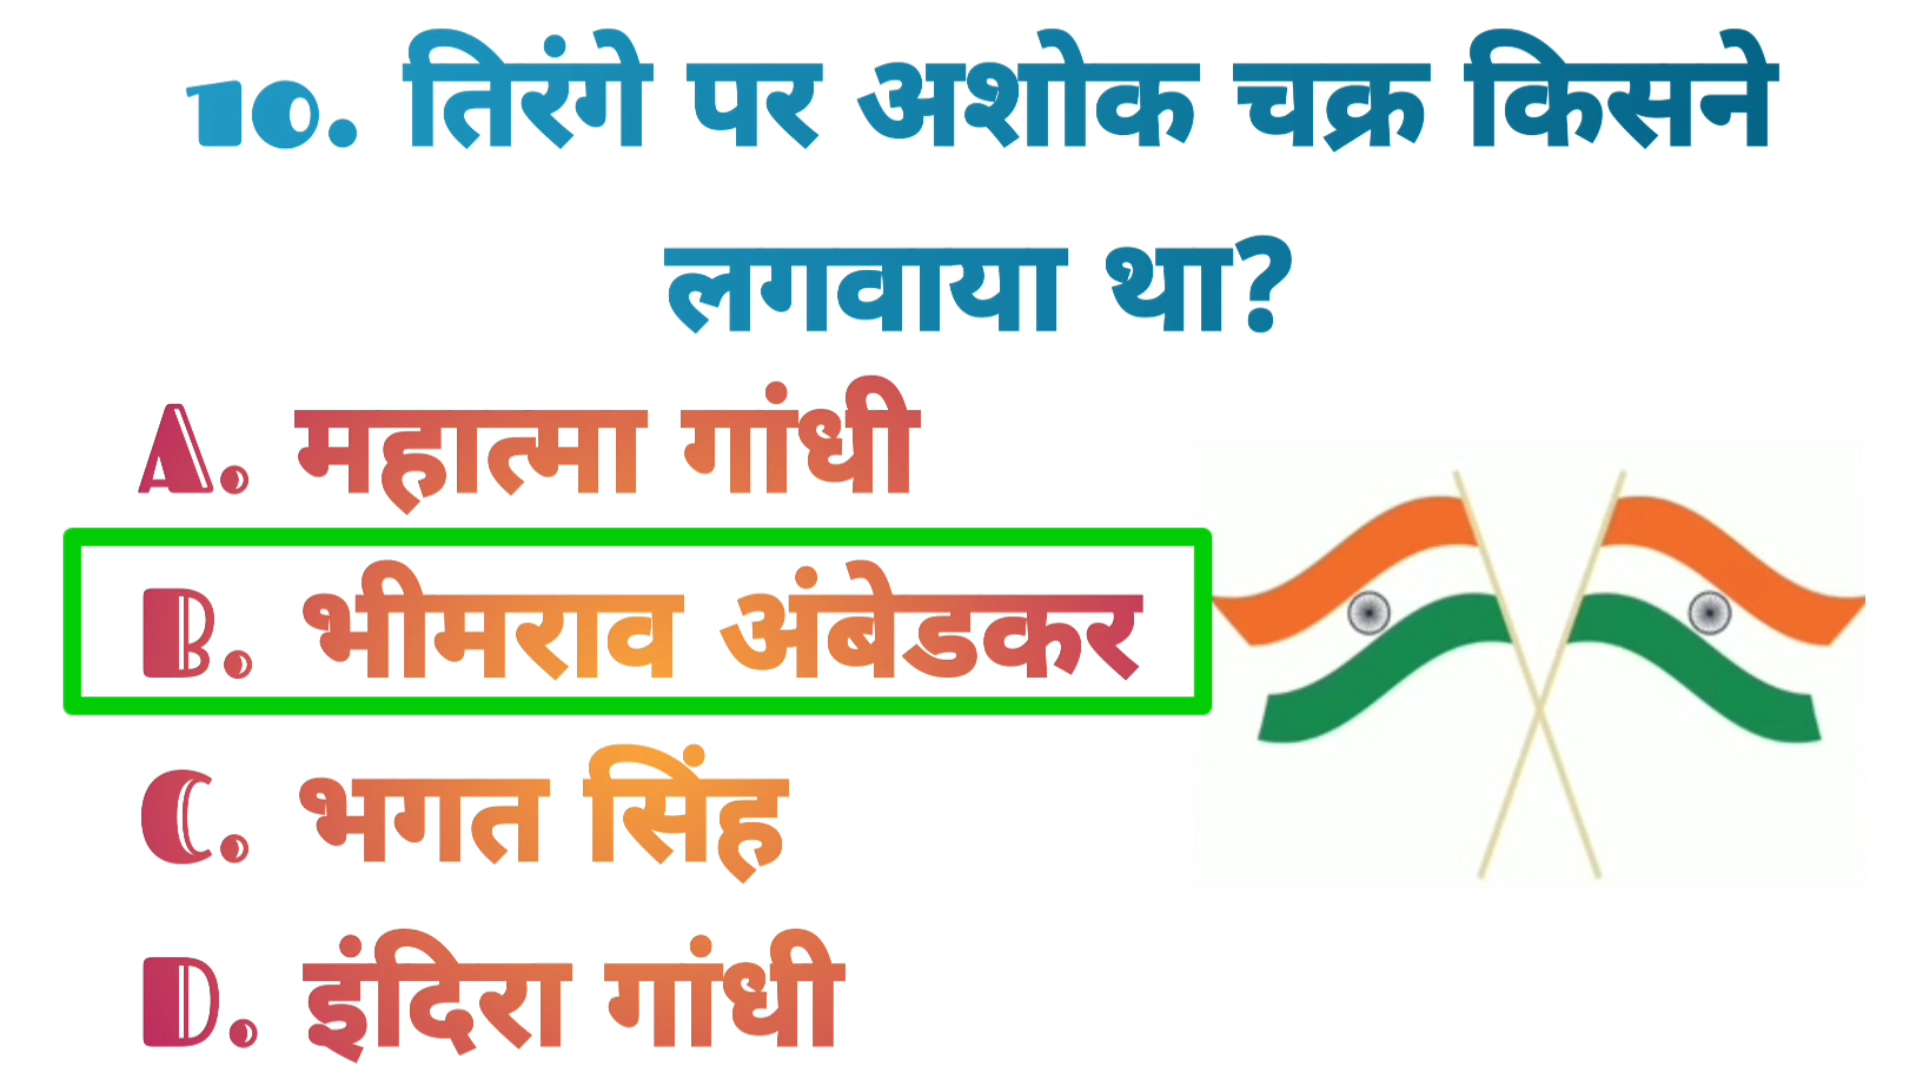 10. तिरंगे पर अशोक चक्र किसने
लगवाया था?
A. महात्मा गांधी
B. भीमराव अंबेडकर
C. भगत सिंह
D. इंदिरा गांधी